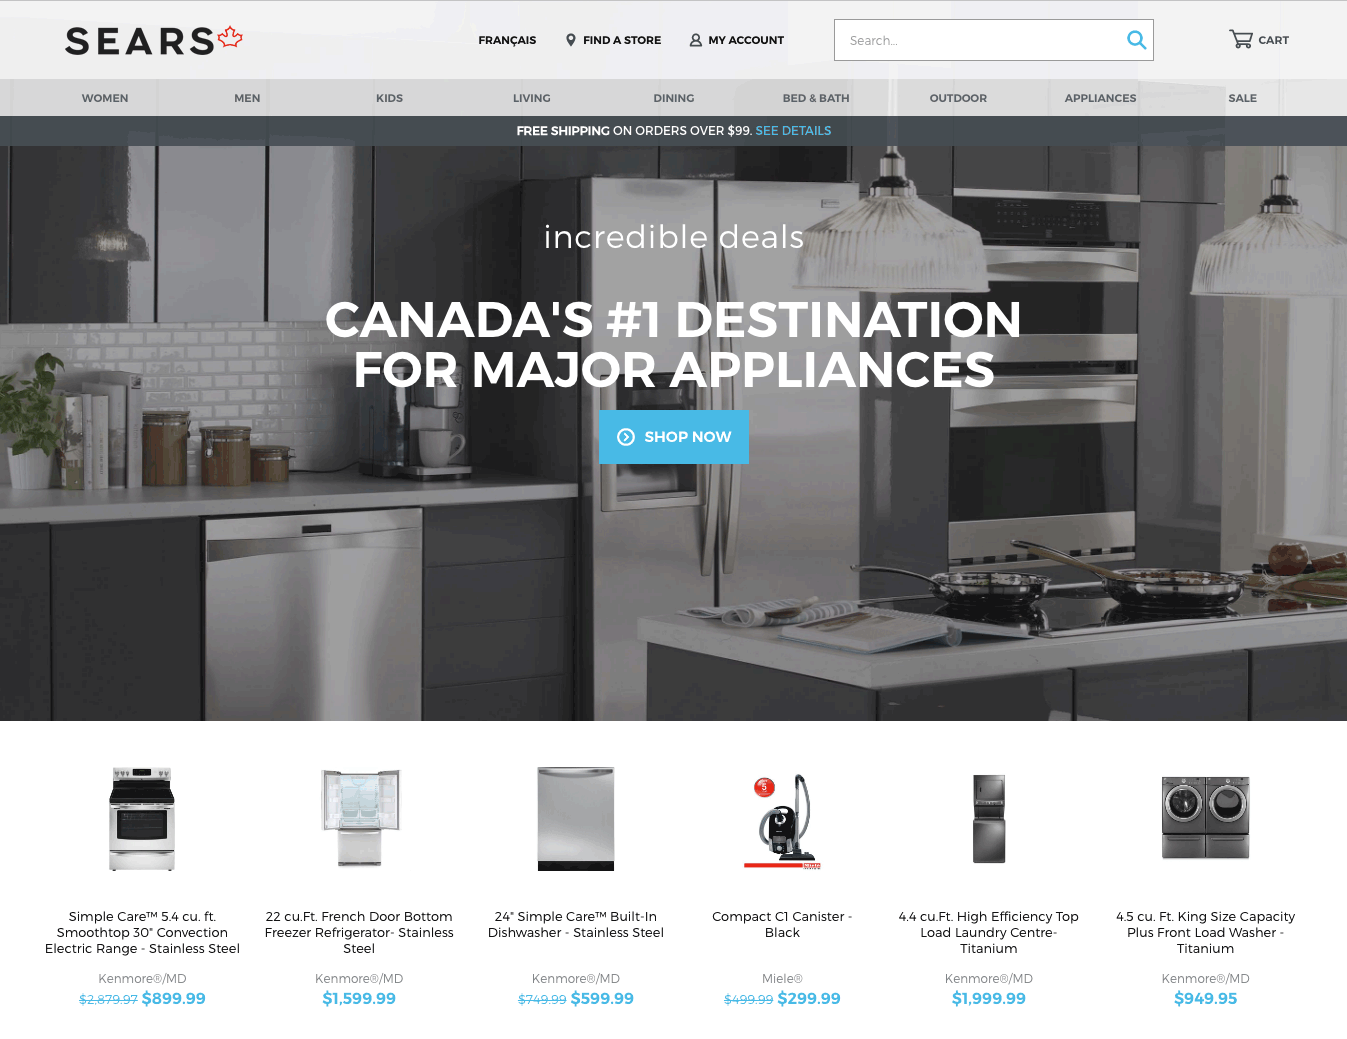 SEARS
FRANÇAIS
FIND A STORE
MY ACCOUNT
Search...
CART
WOMEN
MEN
KIDS
LIVING
DINING
BED & BATH
OUTDOOR
APPLIANCES
SALE
FREE SHIPPING ON ORDERS OVER $99. SEE DETAILS
incredible deals
CANADA'S #1 DESTINATION
FOR MAJOR APPLIANCES
SHOP NOW
5
Simple Care™ 5.4 cu. ft.
Smoothtop 30" Convection
Electric Range - Stainless Steel
Kenmore®/MD
$2,879.97 $899.99
22 cu.Ft. French Door Bottom
Freezer Refrigerator- Stainless
Steel
Kenmore®/MD
$1,599.99
24" Simple Care™ Built-In
Dishwasher - Stainless Steel
Kenmore®/MD
$749.99 $599.99
Compact C1 Canister -
Black
Miele®
$499.99 $299.99
4.4 cu.Ft. High Efficiency Top
Load Laundry Centre-
Titanium
Kenmore®/MD
$1,999.99
4.5 cu. Ft. King Size Capacity
Plus Front Load Washer -
Titanium
Kenmore®/MD
$949.95